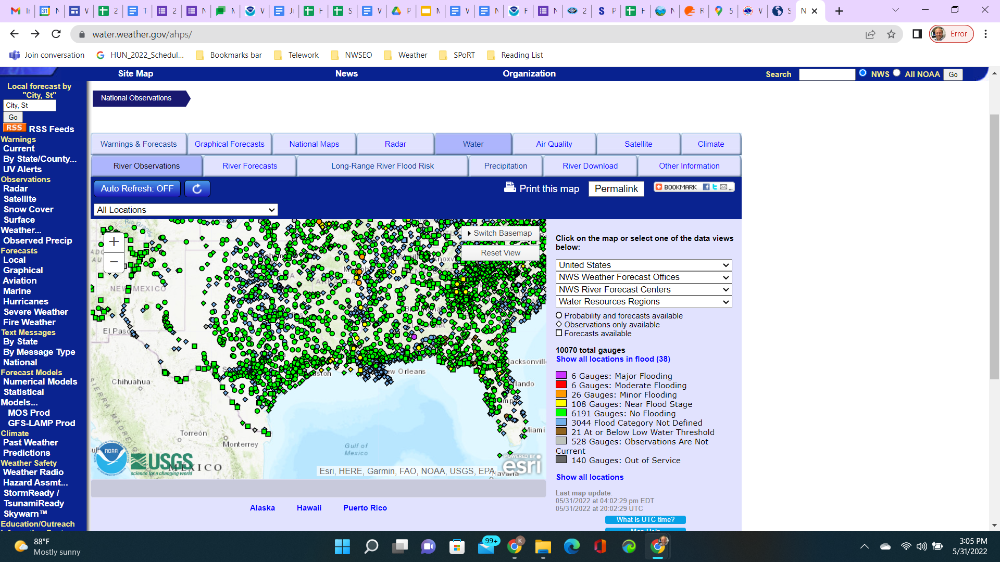 water.weather.gov/ahps/
Error
Join conversation
HUN_2022_Schedul...
Bookmarks bar
Telework
NWSEO
Weather
SPoRT
Reading List
Site Map
News
Organization
Search
NWS
All NOAA
Go
Local forecast by
"City, St"
City, St
Go
RSS RSS Feeds
Warnings
Current
By State/County...
UV Alerts
Observations
Radar
Satellite
Snow Cover
Surface
Weather...
Observed Precip
Forecasts
Local
Graphical
Aviation
Marine
Hurricanes
Severe Weather
Fire Weather
Text Messages
By State
By Message Type
National
Forecast Models
Numerical Models
Statistical
Models...
MOS Prod
GFS-LAMP Prod
Climate
Past Weather
Predictions
Weather Safety
Weather Radio
Hazard Assmt...
StormReady /
TsunamiReady
Skywarn™
Education/Outreach
National Observations
Warnings & Forecasts
Graphical Forecasts
National Maps
Radar
Water
Air Quality
Satellite
Climate
River Observations
River Forecasts
Long-Range River Flood Risk
Precipitation
River Download
Other Information
Auto Refresh: OFF
Print this map
Permalink
BOOKMARK
All Locations
Switch Basemap
Reset View
NEW MEXICO
El Paso
Chihuahua
Torreón
Monterrey
MEXICO
Gulf of
Mexico
New Orleans
Jacksonville
Orlando
Miami
Havana
NOAA
USGS
science for a changing world
POWERED BY
esri
Esri, HERE, Garmin, FAO, NOAA, USGS, EPA
Alaska
Hawaii
Puerto Rico
Click on the map or select one of the data views
below:
United States
NWS Weather Forecast Offices
NWS River Forecast Centers
Water Resources Regions
Probability and forecasts available
Observations only available
Forecasts available
10070 total gauges
Show all locations in flood (38)
6 Gauges: Major Flooding
6 Gauges: Moderate Flooding
26 Gauges: Minor Flooding
108 Gauges: Near Flood Stage
6191 Gauges: No Flooding
3044 Flood Category Not Defined
21 At or Below Low Water Threshold
528 Gauges: Observations Are Not
Current
140 Gauges: Out of Service
Show all locations
Last map update:
05/31/2022 at 04:02:29 pm EDT
05/31/2022 at 20:02:29 UTC
What is UTC time?
88°F
Mostly sunny
99+
3:05 PM
5/31/2022